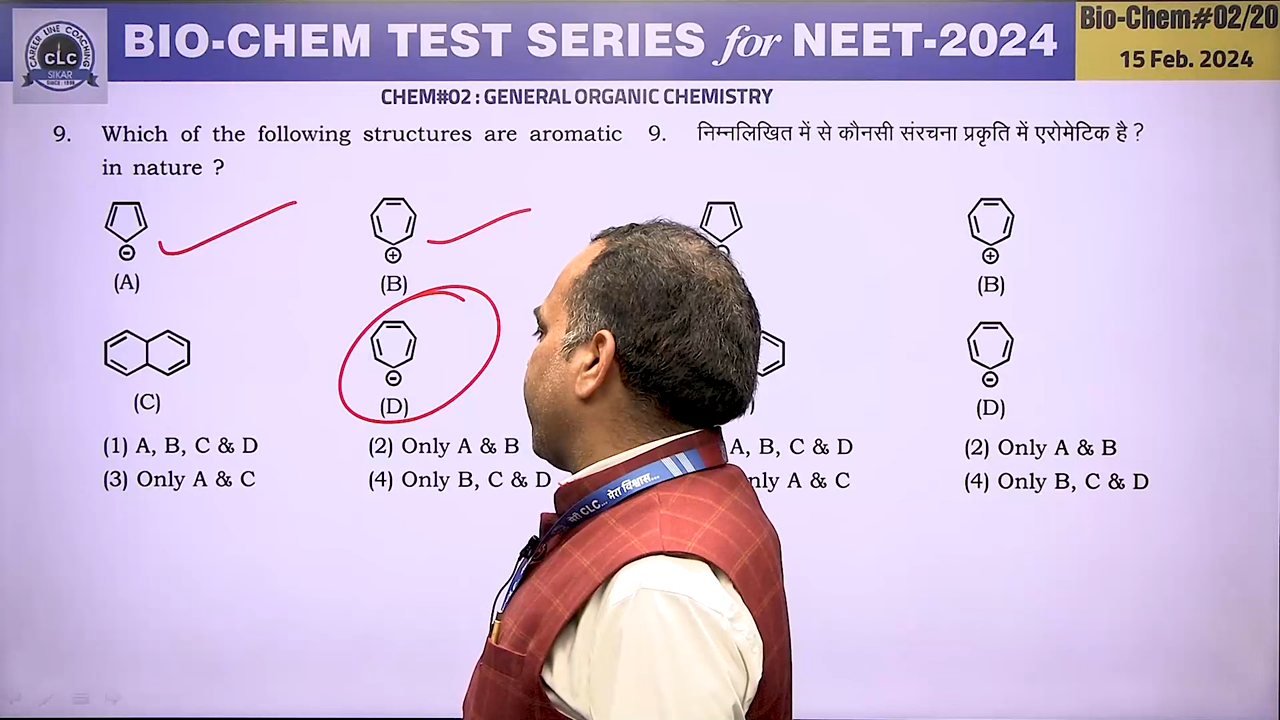 CAREER LINE COACHING
CLC
SIKAR
BIO-CHEM TEST SERIES for NEET-2024
Bio-Chem#02/20
15 Feb. 2024
CHEM#02 : GENERAL ORGANIC CHEMISTRY
9. Which of the following structures are aromatic
in nature ?
(A) (B)
(C) (D)
(1) A, B, C & D (2) Only A & B
(3) Only A & C (4) Only B, C & D
9. निम्नलिखित में से कौनसी संरचना प्रकृति में एरोमेटिक है ?
(B)
(D)
A, B, C & D (2) Only A & B
nly A & C (4) Only B, C & D
मेरी CLC... मेरा विश्वास...